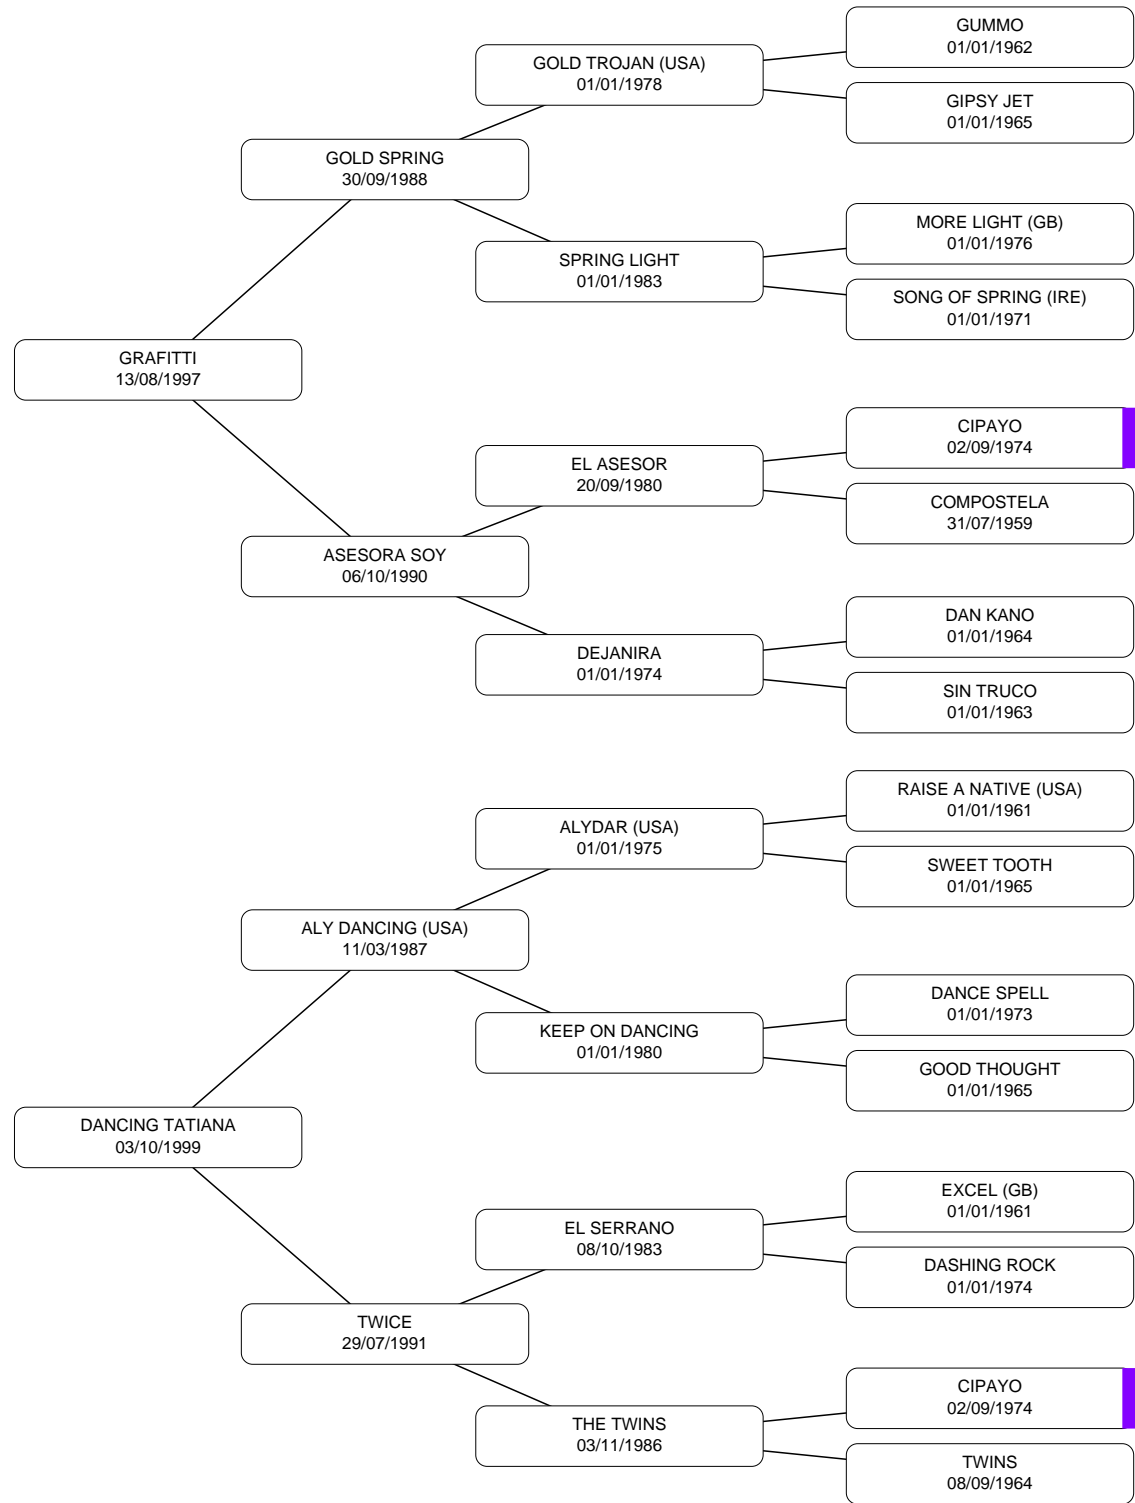 GUMMO
01/01/1962
GOLD TROJAN (USA)
01/01/1978
GIPSY JET
01/01/1965
GOLD SPRING
30/09/1988
MORE LIGHT (GB)
01/01/1976
SPRING LIGHT
01/01/1983
SONG OF SPRING (IRE)
01/01/1971
GRAFITTI
13/08/1997
CIPAYO
02/09/1974
EL ASESOR
20/09/1980
COMPOSTELA
31/07/1959
ASESORA SOY
06/10/1990
DAN KANO
01/01/1964
DEJANIRA
01/01/1974
SIN TRUCO
01/01/1963
RAISE A NATIVE (USA)
01/01/1961
ALYDAR (USA)
01/01/1975
SWEET TOOTH
01/01/1965
ALY DANCING (USA)
11/03/1987
DANCE SPELL
01/01/1973
KEEP ON DANCING
01/01/1980
GOOD THOUGHT
01/01/1965
DANCING TATIANA
03/10/1999
EXCEL (GB)
01/01/1961
EL SERRANO
08/10/1983
DASHING ROCK
01/01/1974
TWICE
29/07/1991
CIPAYO
02/09/1974
THE TWINS
03/11/1986
TWINS
08/09/1964